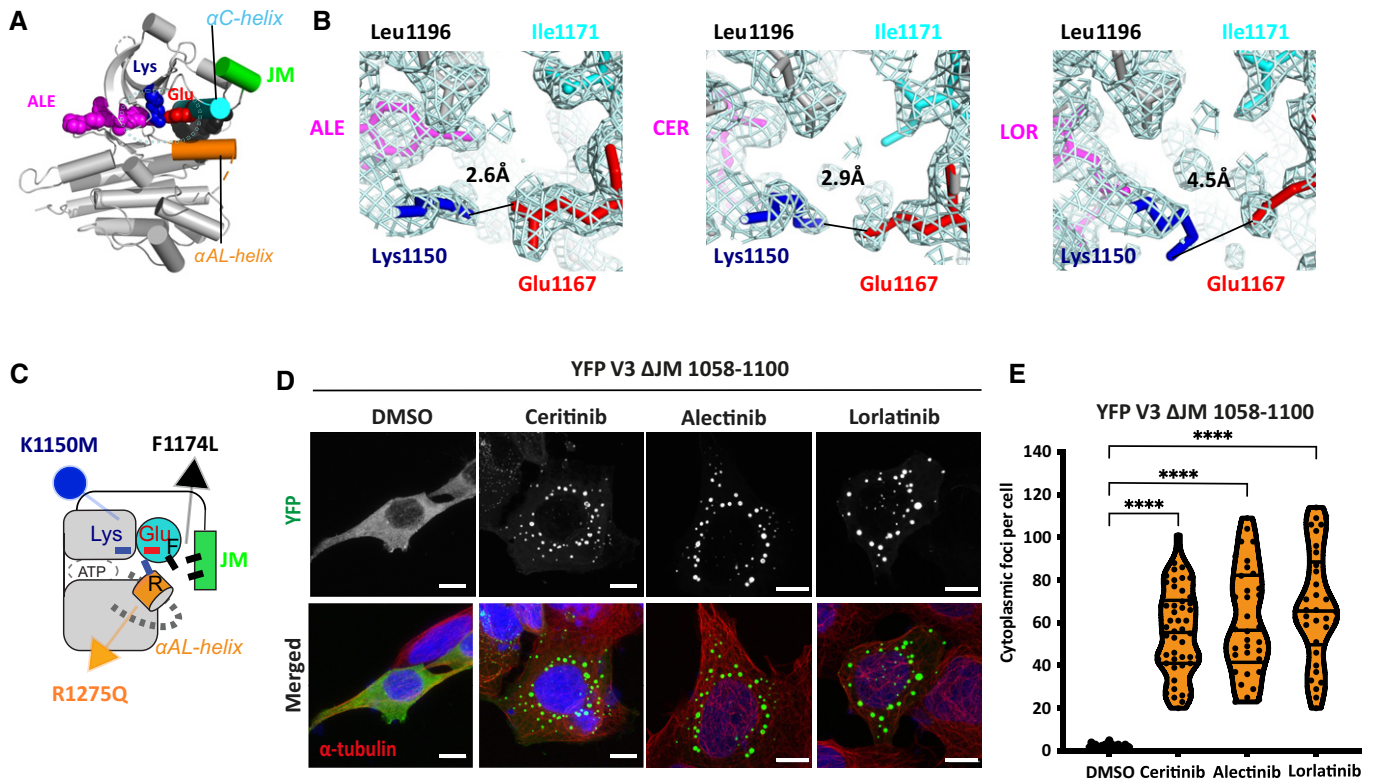 A
αC-helix
Lys
JM
Glu
ALE
αAL-helix
B
Leu1196
Ile1171
ALE
2.6Å
Lys1150
Glu1167
Leu1196
Ile1171
CER
2.9Å
Lys1150
Glu1167
Leu1196
Ile1171
LOR
4.5Å
Lys1150
Glu1167
C
K1150M
F1174L
Lys
Glu
F
JM
ATP
R
αAL-helix
R1275Q
D
YFP V3 ΔJM 1058-1100
DMSO
Ceritinib
Alectinib
Lorlatinib
YFP
Merged
α-tubulin
E
YFP V3 ΔJM 1058-1100
Cytoplasmic foci per cell
140
120
100
80
60
40
20
0
****
****
****
DMSO Ceritinib Alectinib Lorlatinib